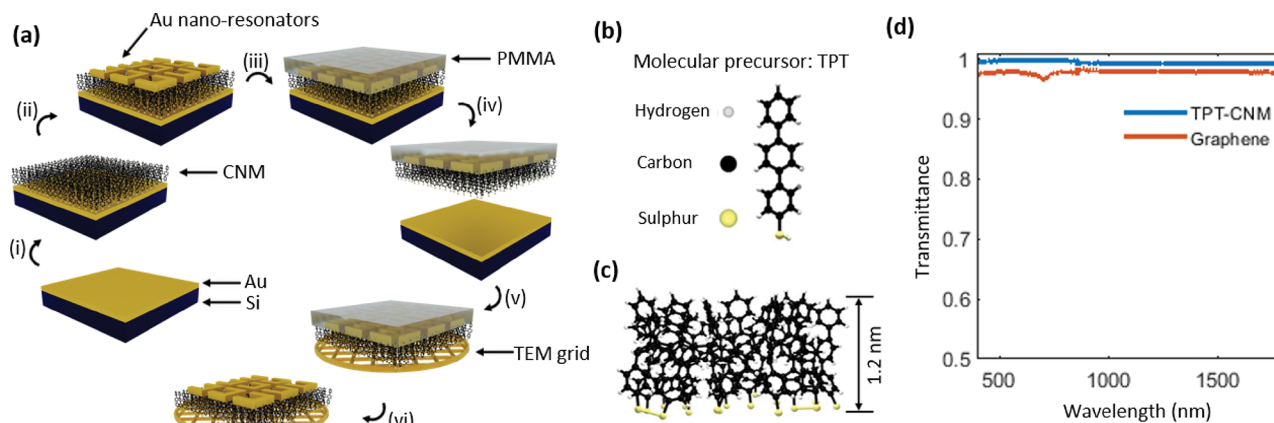 (a)
Au nano-resonators
(iii)
PMMA
(ii)
(iv)
CNM
(i)
Au
Si
(v)
TEM grid
(vi)
(b)
Molecular precursor: TPT
Hydrogen
Carbon
Sulphur
(c)
1.2 nm
(d)
1
0.9
0.8
0.7
0.6
0.5
Transmittance
TPT-CNM
Graphene
500
1000
1500
Wavelength (nm)